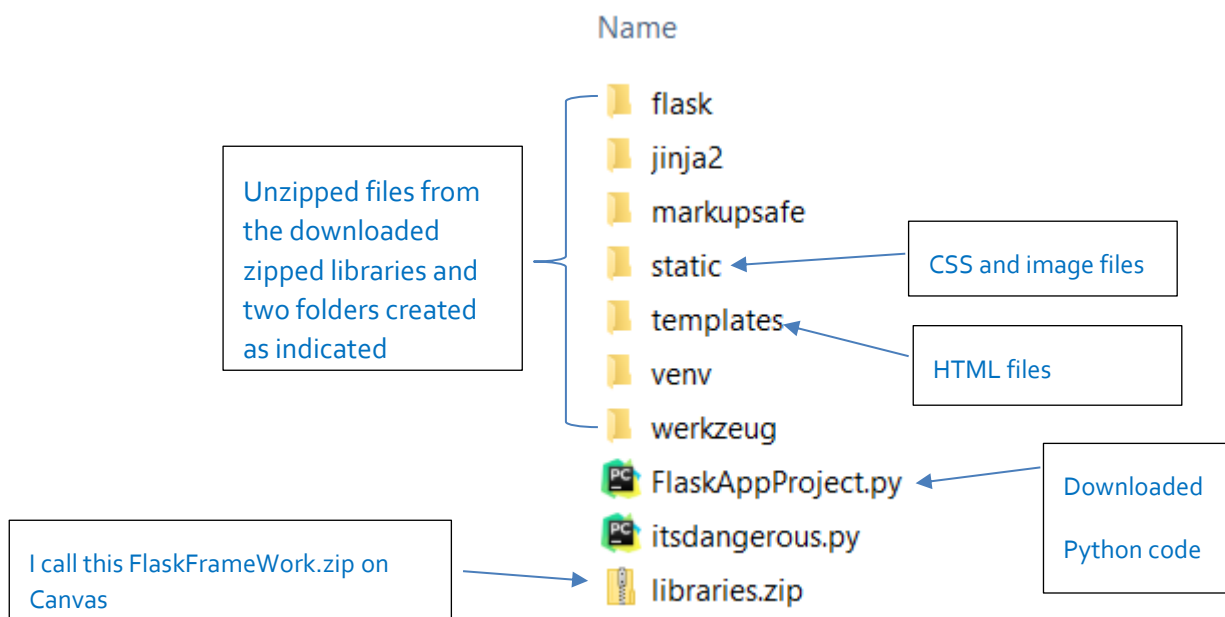 Name
flask
jinja2
markupsafe
static
templates
venv
werkzeug
FlaskAppProject.py
itsdangerous.py
libraries.zip
Unzipped files from
the downloaded
zipped libraries and
two folders created
as indicated
CSS and image files
HTML files
Downloaded
Python code
I call this FlaskFrameWork.zip on
Canvas
PC
PC